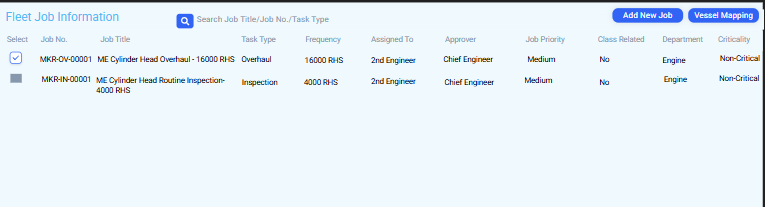 Fleet Job Information Search Job Title/Job No./Task Type Add New Job Vessel Mapping
Select Job No. Job Title Task Type Frequency Assigned To Approver Job Priority Class Related Department Criticality
MKR-OV-00001 ME Cylinder Head Overhaul - 16000 RHS Overhaul 16000 RHS 2nd Engineer Chief Engineer Medium No Engine Non-Critical
MKR-IN-00001 ME Cylinder Head Routine Inspection- Inspection 4000 RHS 2nd Engineer Chief Engineer Medium No Engine Non-Critical
4000 RHS